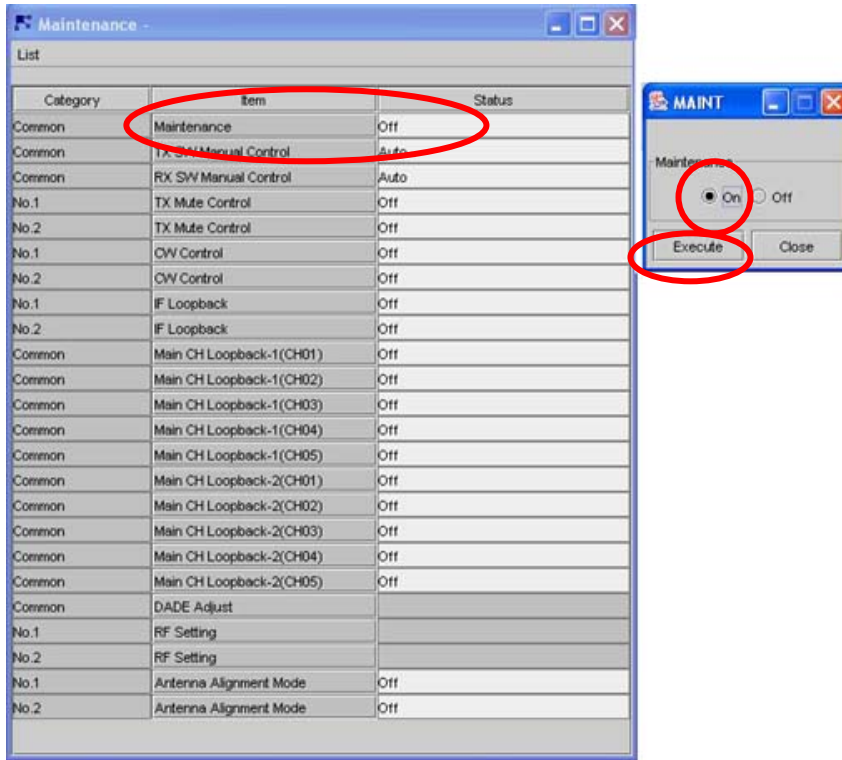 Maintenance -
List
Category Item Status
Common Maintenance Off
Common TX SW Manual Control Auto
Common RX SW Manual Control Auto
No.1 TX Mute Control Off
No.2 TX Mute Control Off
No.1 CW Control Off
No.2 CW Control Off
No.1 IF Loopback Off
No.2 IF Loopback Off
Common Main CH Loopback-1(CH01) Off
Common Main CH Loopback-1(CH02) Off
Common Main CH Loopback-1(CH03) Off
Common Main CH Loopback-1(CH04) Off
Common Main CH Loopback-1(CH05) Off
Common Main CH Loopback-2(CH01) Off
Common Main CH Loopback-2(CH02) Off
Common Main CH Loopback-2(CH03) Off
Common Main CH Loopback-2(CH04) Off
Common Main CH Loopback-2(CH05) Off
Common DADE Adjust
No.1 RF Setting
No.2 RF Setting
No.1 Antenna Alignment Mode Off
No.2 Antenna Alignment Mode Off
MAINT
Maintenance
On Off
Execute Close